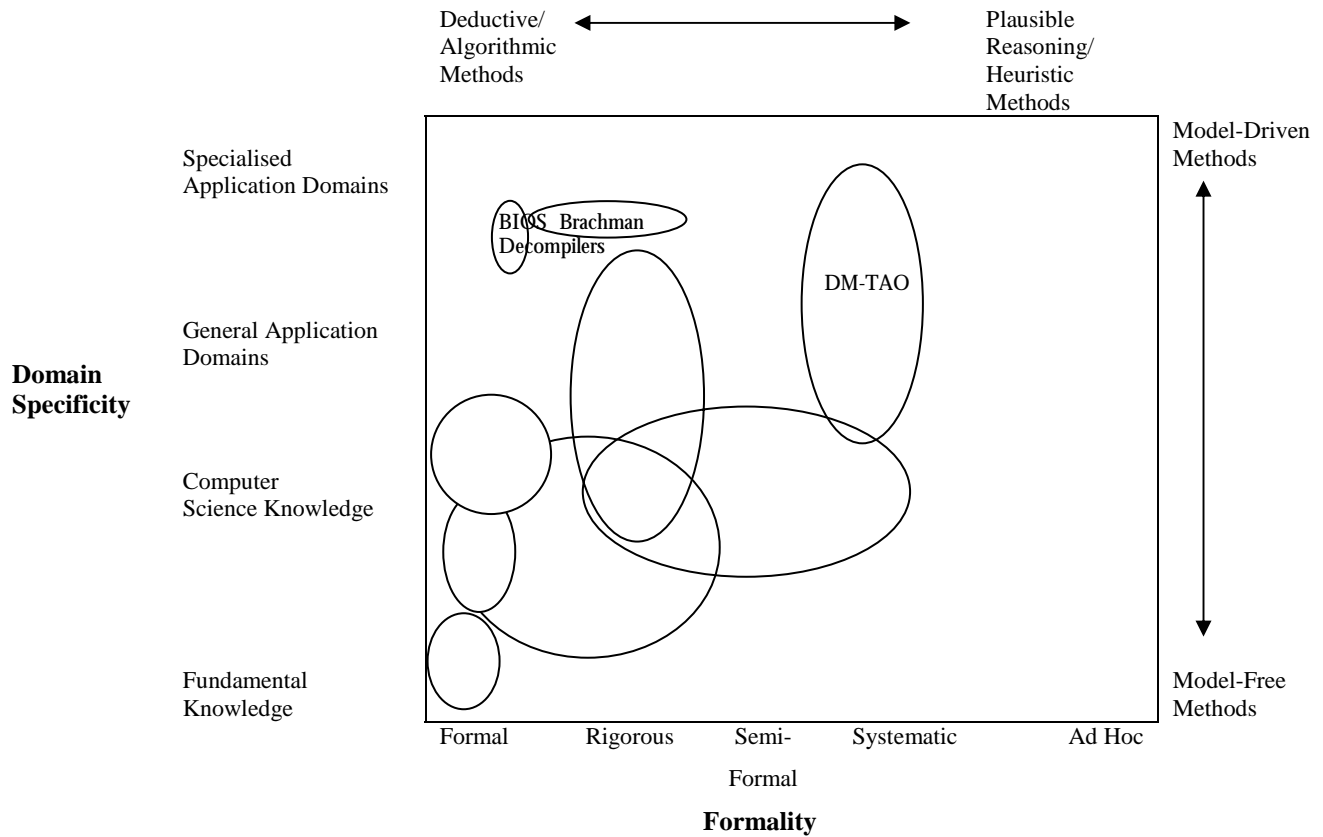 Deductive/
Algorithmic
Methods
Plausible
Reasoning/
Heuristic
Methods
Model-Driven
Methods
Specialised
Application Domains
BIOS Brachman
Decompilers
DM-TAO
General Application
Domains
Domain
Specificity
Computer
Science Knowledge
Fundamental
Knowledge
Model-Free
Methods
Formal Rigorous Semi- Systematic Ad Hoc
Formal
Formality